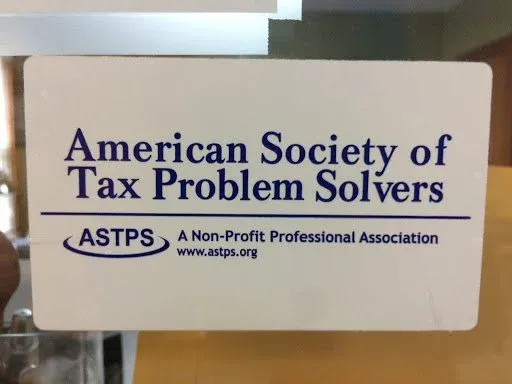 American Society of
Tax Problem Solvers
ASTPS A Non-Profit Professional Association
www.astps.org